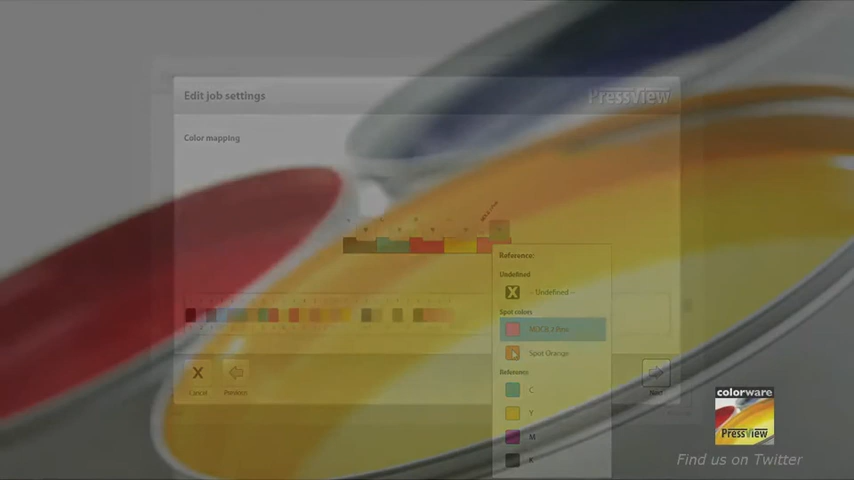 Edit job settings
PressView
Color mapping
Reference:
Undefined
X
- Undefined -
Spot colors
Spot Orange
Reference:
C
Y
M
K
X
Cancel
Previous
Next
colorware
PressView
Find us on Twitter